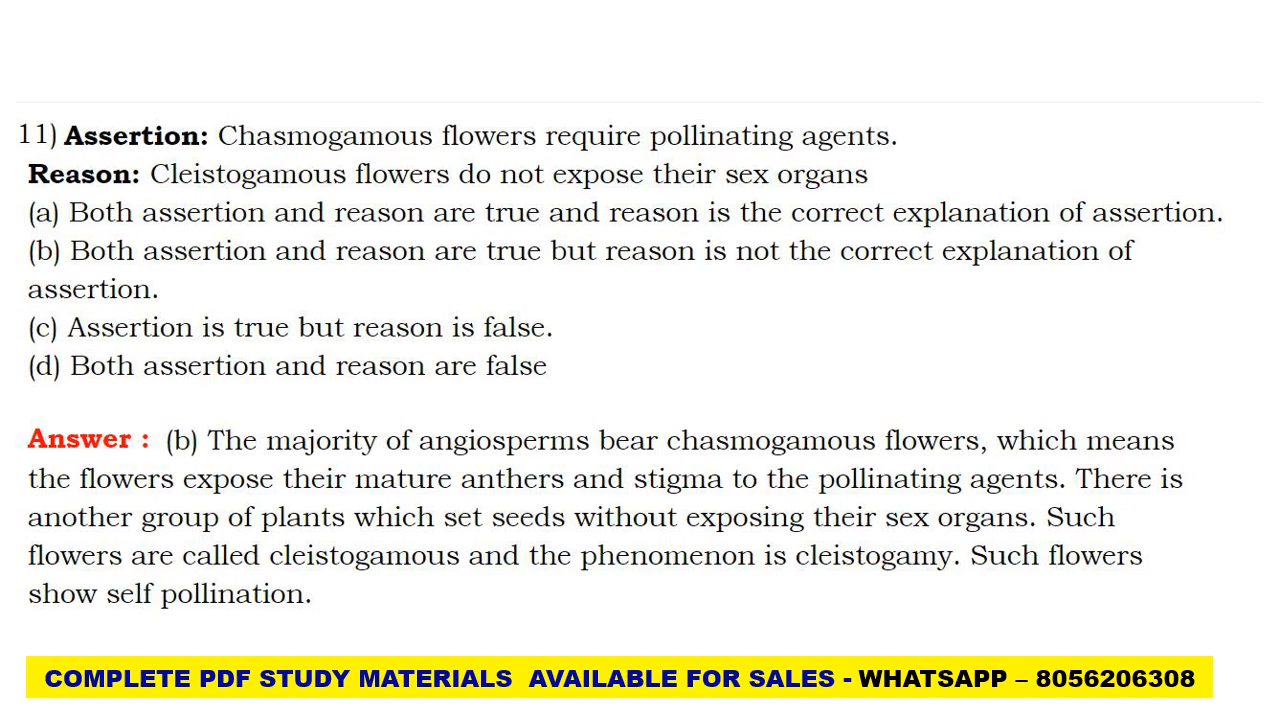 11) Assertion: Chasmogamous flowers require pollinating agents.
Reason: Cleistogamous flowers do not expose their sex organs
(a) Both assertion and reason are true and reason is the correct explanation of assertion.
(b) Both assertion and reason are true but reason is not the correct explanation of
assertion.
(c) Assertion is true but reason is false.
(d) Both assertion and reason are false
Answer : (b) The majority of angiosperms bear chasmogamous flowers, which means
the flowers expose their mature anthers and stigma to the pollinating agents. There is
another group of plants which set seeds without exposing their sex organs. Such
flowers are called cleistogamous and the phenomenon is cleistogamy. Such flowers
show self pollination.
COMPLETE PDF STUDY MATERIALS AVAILABLE FOR SALES - WHATSAPP – 8056206308